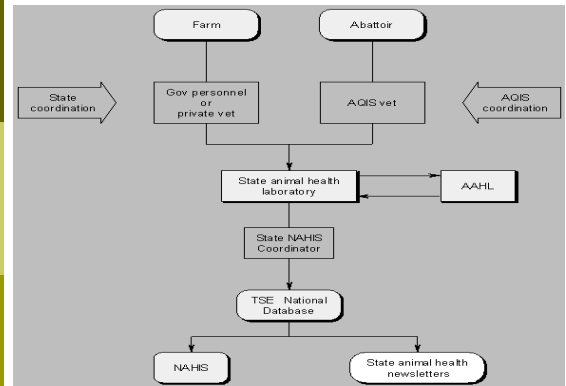 Farm
Abattoir
State
coordination
Gov personnel
or
private vet
AQIS vet
AQIS
coordination
State animal health
laboratory
AAHL
State NAHIS
Coordinator
TSE National
Database
NAHIS
State animal health
newsletters